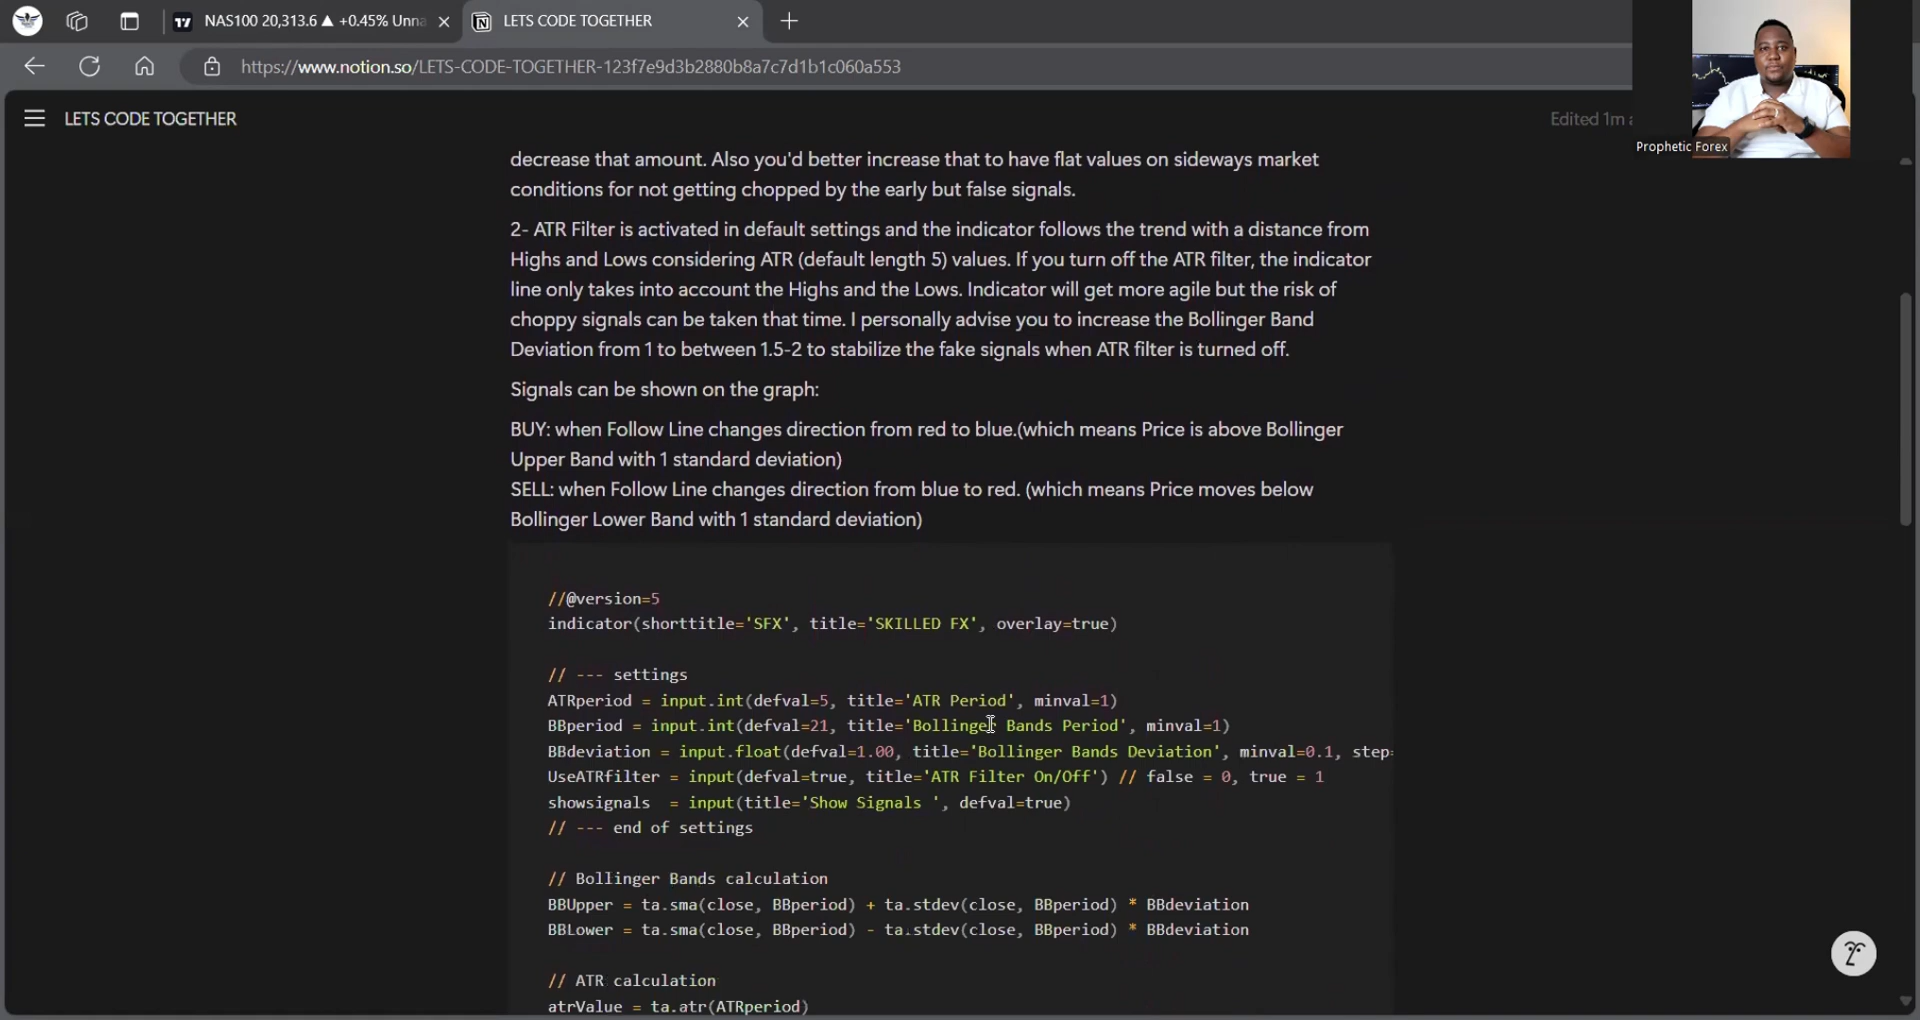 NAS100 20,313.6 ▲ +0.45% Unna
LETS CODE TOGETHER
https://www.notion.so/LETS-CODE-TOGETHER-123f7e9d3b2880b8a7c7d1b1c060a553
LETS CODE TOGETHER
Edited 1m a
Prophetic Forex
decrease that amount. Also you'd better increase that to have flat values on sideways market
conditions for not getting chopped by the early but false signals.
2- ATR Filter is activated in default settings and the indicator follows the trend with a distance from
Highs and Lows considering ATR (default length 5) values. If you turn off the ATR filter, the indicator
line only takes into account the Highs and the Lows. Indicator will get more agile but the risk of
choppy signals can be taken that time. I personally advise you to increase the Bollinger Band
Deviation from 1 to between 1.5-2 to stabilize the fake signals when ATR filter is turned off.
Signals can be shown on the graph:
BUY: when Follow Line changes direction from red to blue.(which means Price is above Bollinger
Upper Band with 1 standard deviation)
SELL: when Follow Line changes direction from blue to red. (which means Price moves below
Bollinger Lower Band with 1 standard deviation)
//@version=5
indicator(shorttitle='SFX', title='SKILLED FX', overlay=true)
// --- settings
ATRperiod = input.int(defval=5, title='ATR Period', minval=1)
BBperiod = input.int(defval=21, title='Bollinger Bands Period', minval=1)
BBdeviation = input.float(defval=1.00, title='Bollinger Bands Deviation', minval=0.1, step=
UseATRfilter = input(defval=true, title='ATR Filter On/Off') // false = 0, true = 1
showsignals  = input(title='Show Signals ', defval=true)
// --- end of settings
// Bollinger Bands calculation
BBUpper = ta.sma(close, BBperiod) + ta.stdev(close, BBperiod) * BBdeviation
BBLower = ta.sma(close, BBperiod) - ta.stdev(close, BBperiod) * BBdeviation
// ATR calculation
atrValue = ta.atr(ATRperiod)